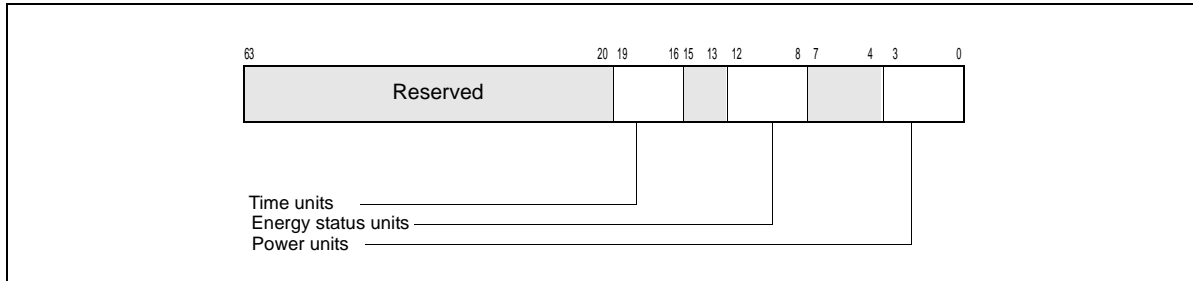 63 20 19 16 15 13 12 8 7 4 3 0
Reserved
Time units
Energy status units
Power units